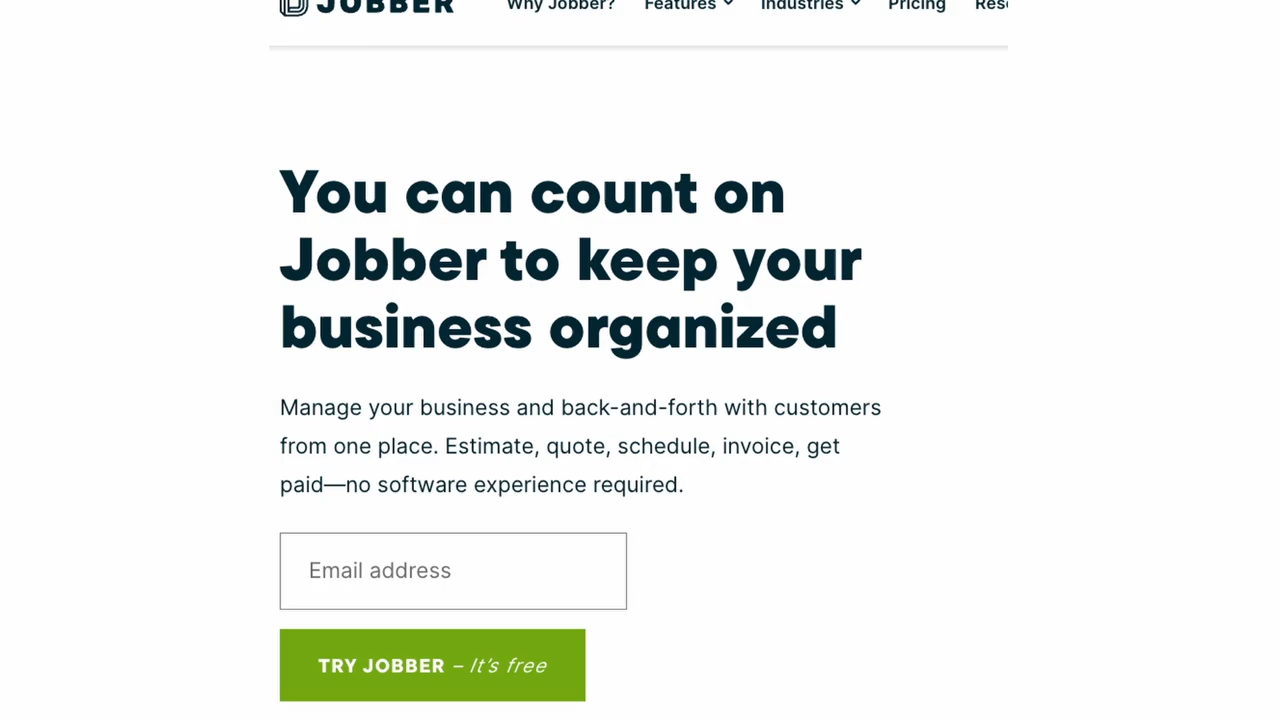 JOBBER Why Jobber? Features Industries Pricing
You can count on
Jobber to keep your
business organized
Manage your business and back-and-forth with customers
from one place. Estimate, quote, schedule, invoice, get
paid—no software experience required.
Email address
TRY JOBBER – It's free